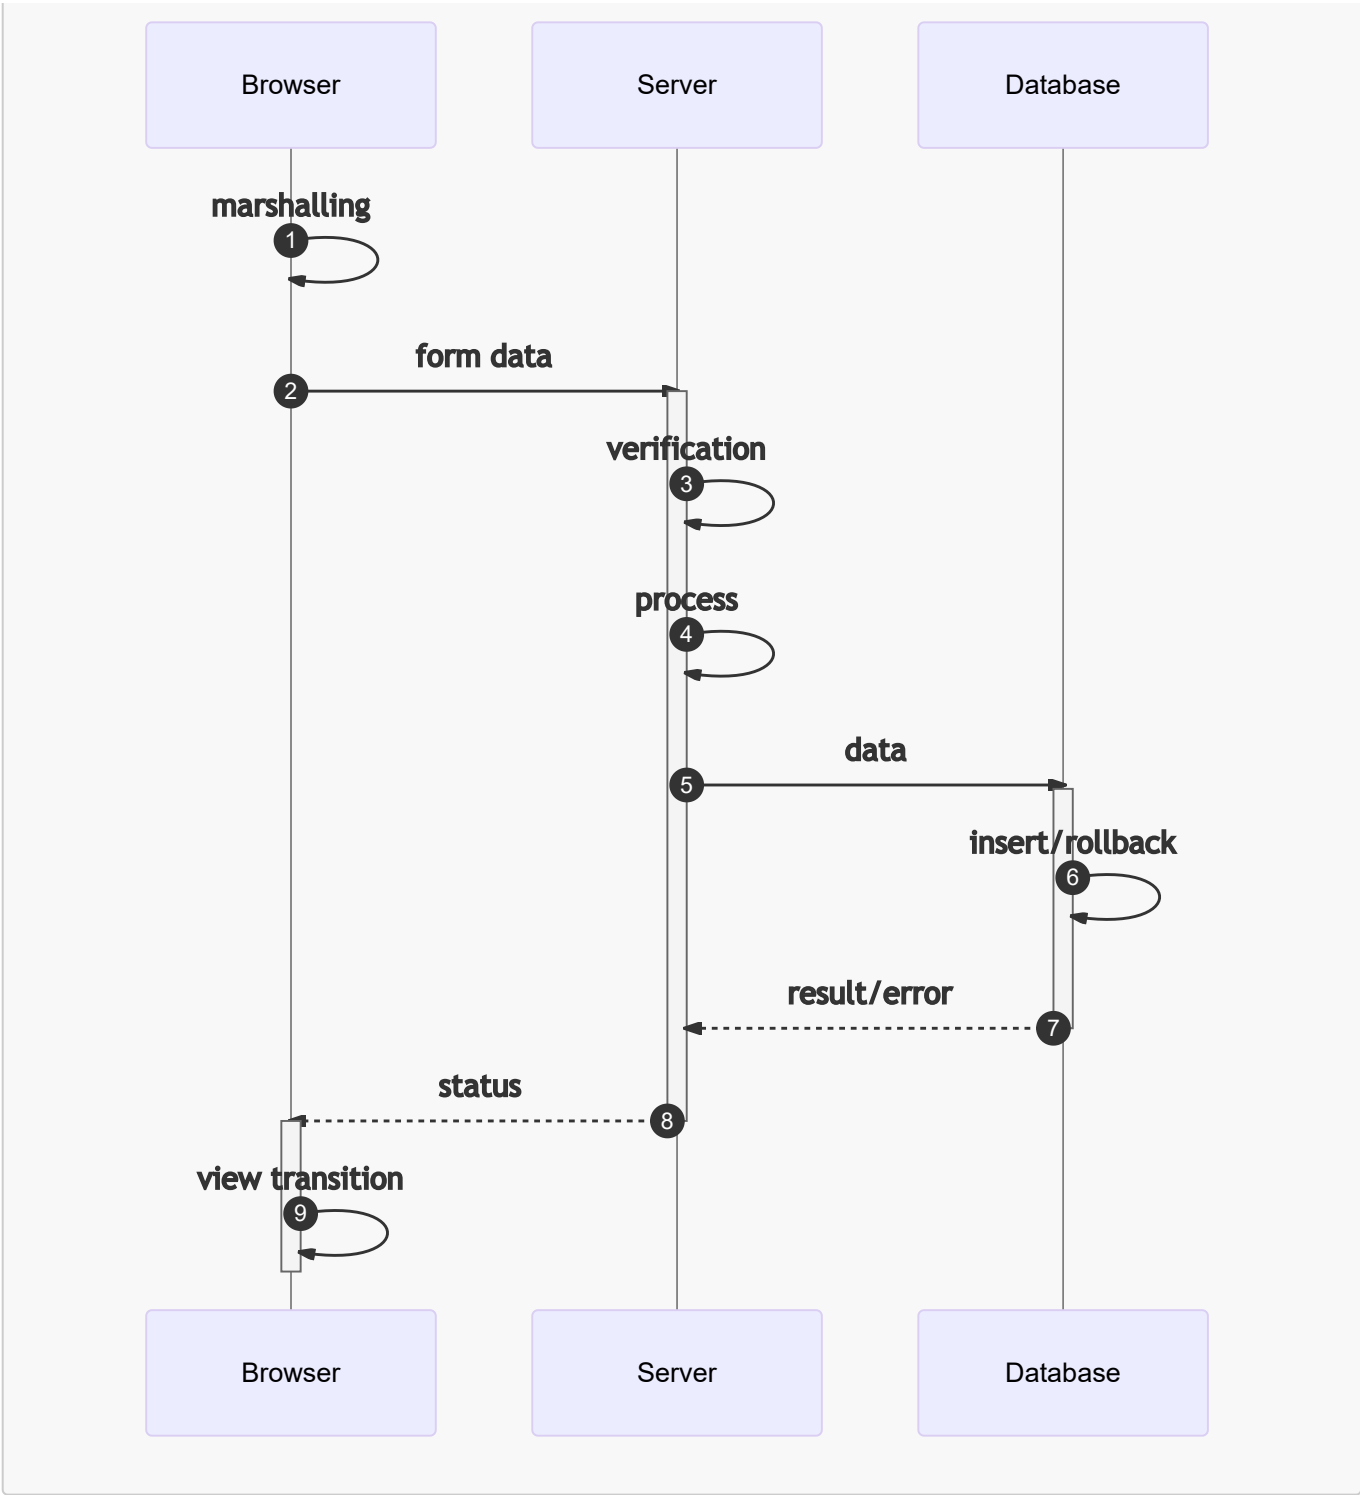 Browser
Server
Database
marshalling
1
form data
2
verification
3
process
4
data
5
insert/rollback
6
result/error
7
status
8
view transition
9
Browser
Server
Database